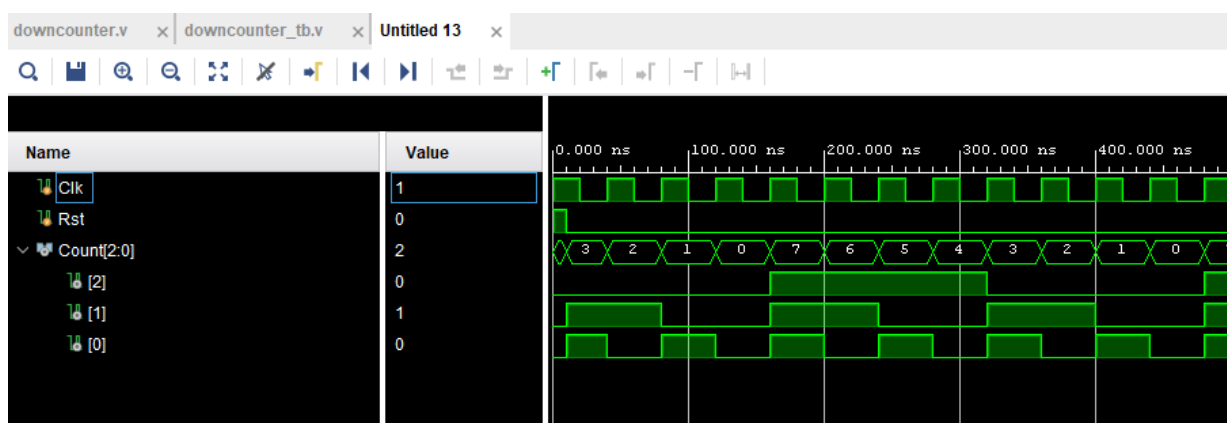 downcounter.v × downcounter_tb.v × Untitled 13 ×
Name Value 0.000 ns 100.000 ns 200.000 ns 300.000 ns 400.000 ns
Clk 1
Rst 0
Count[2:0] 2 3 2 1 0 7 6 5 4 3 2 1 0
[2] 0
[1] 1
[0] 0